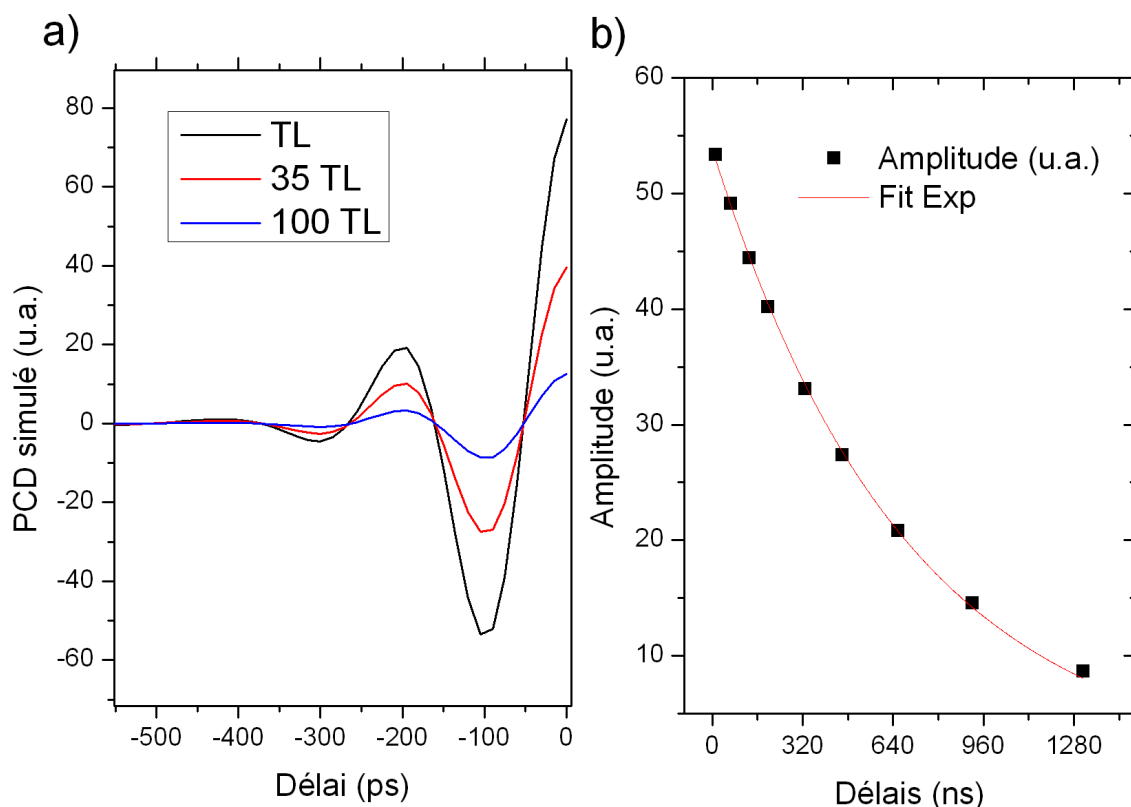 a)
PCD simulé (u.a.)
80
60
40
20
0
-20
-40
-60
TL
35 TL
100 TL
-500 -400 -300 -200 -100 0
Délai (ps)
b)
Amplitude (u.a.)
60
50
40
30
20
10
Amplitude (u.a.)
Fit Exp
0 320 640 960 1280
Délais (ns)